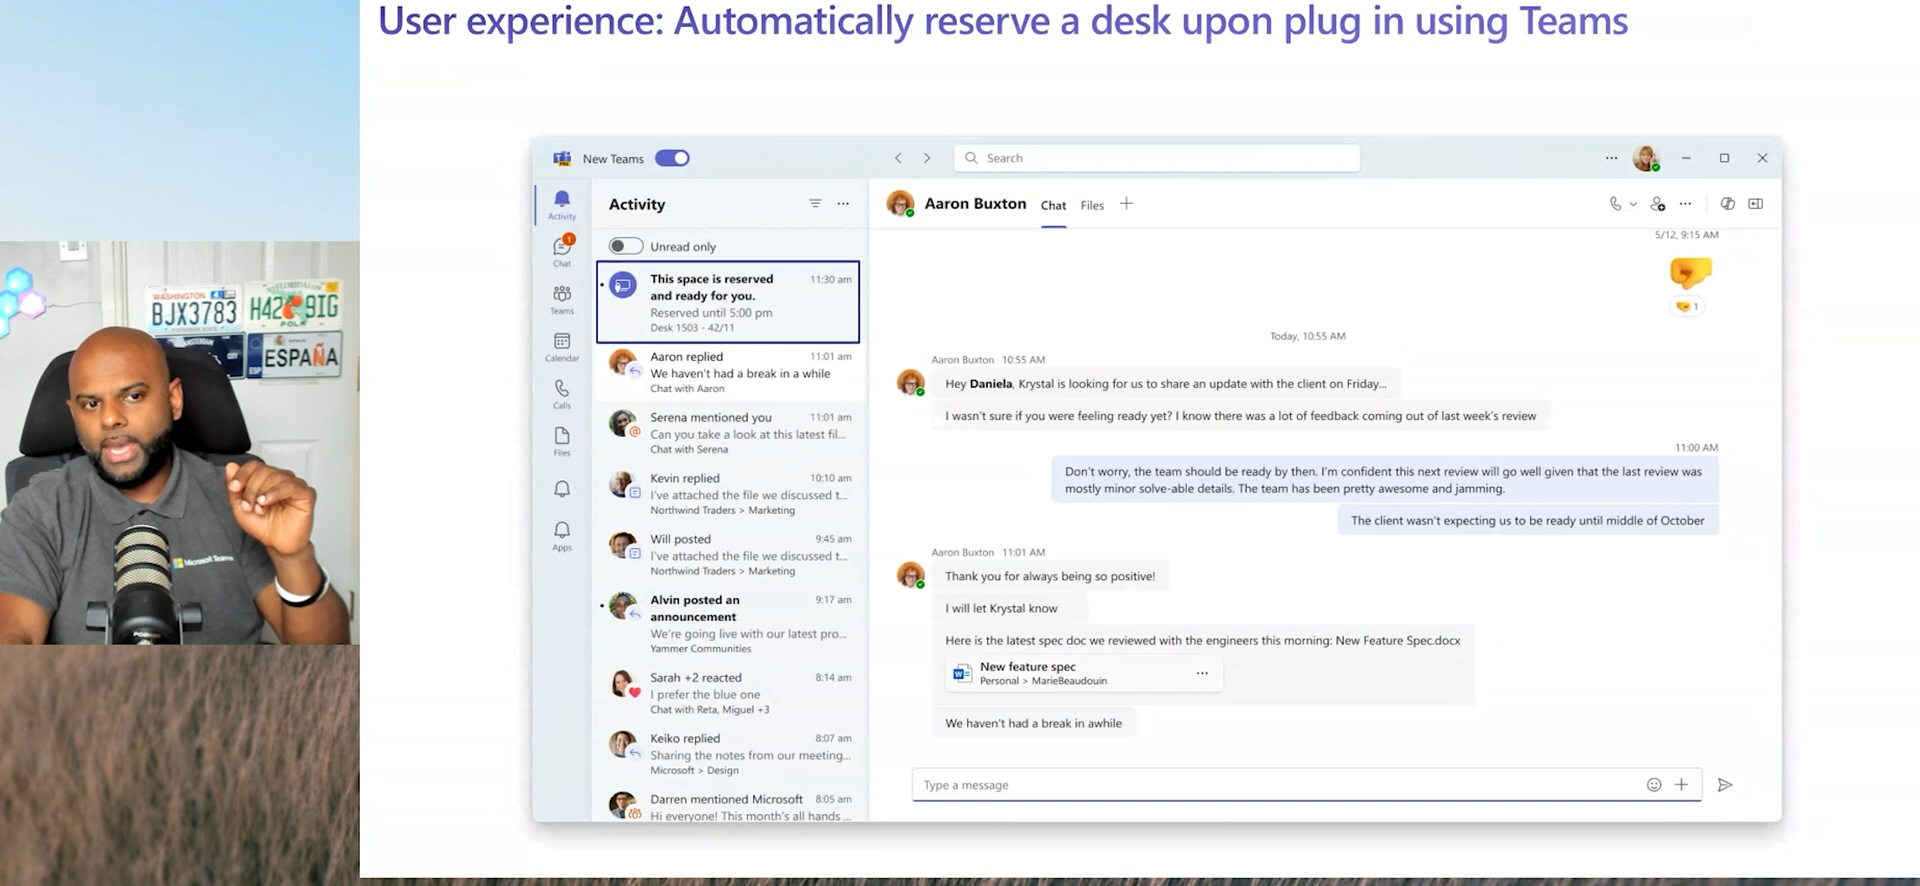 User experience: Automatically reserve a desk upon plug in using Teams
New Teams
Search
Activity
Chat
1
Teams
Calendar
Calls
Files
Apps
Activity
Unread only
This space is reserved
and ready for you.
11:30 am
Reserved until 5:00 pm
Desk 1503 - 42/11
Aaron replied 11:01 am
We haven't had a break in a while
Chat with Aaron
Serena mentioned you 11:01 am
Can you take a look at this latest fil...
Chat with Serena
Kevin replied 10:10 am
I've attached the file we discussed t...
Northwind Traders > Marketing
Will posted 9:45 am
I've attached the file we discussed t...
Northwind Traders > Marketing
Alvin posted an
announcement
9:17 am
We're going live with our latest pro...
Yammer Communities
Sarah +2 reacted 8:14 am
I prefer the blue one
Chat with Reta, Miguel +3
Keiko replied 8:07 am
Sharing the notes from our meeting...
Microsoft > Design
Darren mentioned Microsoft 8:05 am
Hi everyone! This month's all hands ...
Aaron Buxton Chat Files
5/12, 9:15 AM
1
Today, 10:55 AM
Aaron Buxton 10:55 AM
Hey Daniela, Krystal is looking for us to share an update with the client on Friday...
I wasn't sure if you were feeling ready yet? I know there was a lot of feedback coming out of last week's review
11:00 AM
Don't worry, the team should be ready by then. I'm confident this next review will go well given that the last review was
mostly minor solve-able details. The team has been pretty awesome and jamming.
The client wasn't expecting us to be ready until middle of October
Aaron Buxton 11:01 AM
Thank you for always being so positive!
I will let Krystal know
Here is the latest spec doc we reviewed with the engineers this morning: New Feature Spec.docx
New feature spec
Personal > MarieBeaudouin
We haven't had a break in awhile
Type a message
WASHINGTON
BJX3783
POLK
ESP ESPAÑA
Microsoft Teams